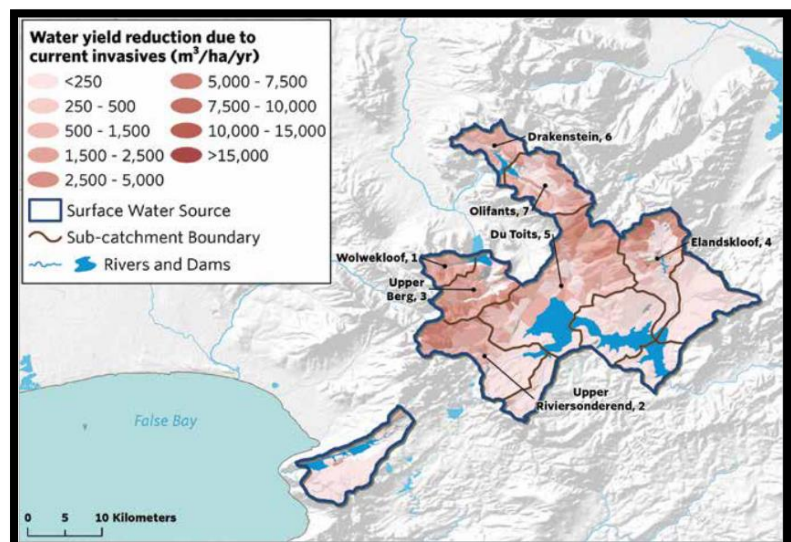 Water yield reduction due to
current invasives (m³/ha/yr)
<250
250 - 500
500 - 1,500
1,500 - 2,500
2,500 - 5,000
5,000 - 7,500
7,500 - 10,000
10,000 - 15,000
>15,000
Surface Water Source
Sub-catchment Boundary
Rivers and Dams
Drakenstein, 6
Olifants, 7
Du Toits, 5
Elandskloof, 4
Wolwekloof, 1
Upper
Berg, 3
Upper
Riviersonderend, 2
False Bay
0 5 10 Kilometers